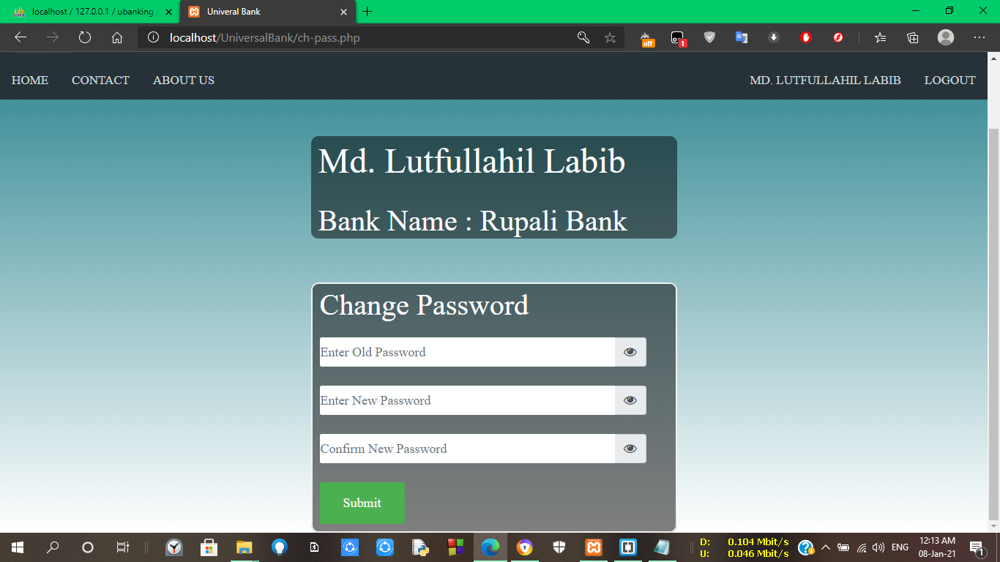 localhost / 127.0.0.1 / ubanking
Univeral Bank
localhost/UniversalBank/ch-pass.php
off
1
HOME CONTACT ABOUT US MD. LUTFULLAHIL LABIB LOGOUT
Md. Lutfullahil Labib
Bank Name : Rupali Bank
Change Password
Enter Old Password
Enter New Password
Confirm New Password
Submit
D: 0.104 Mbit/s
U: 0.046 Mbit/s
ENG
12:13 AM
08-Jan-21
1